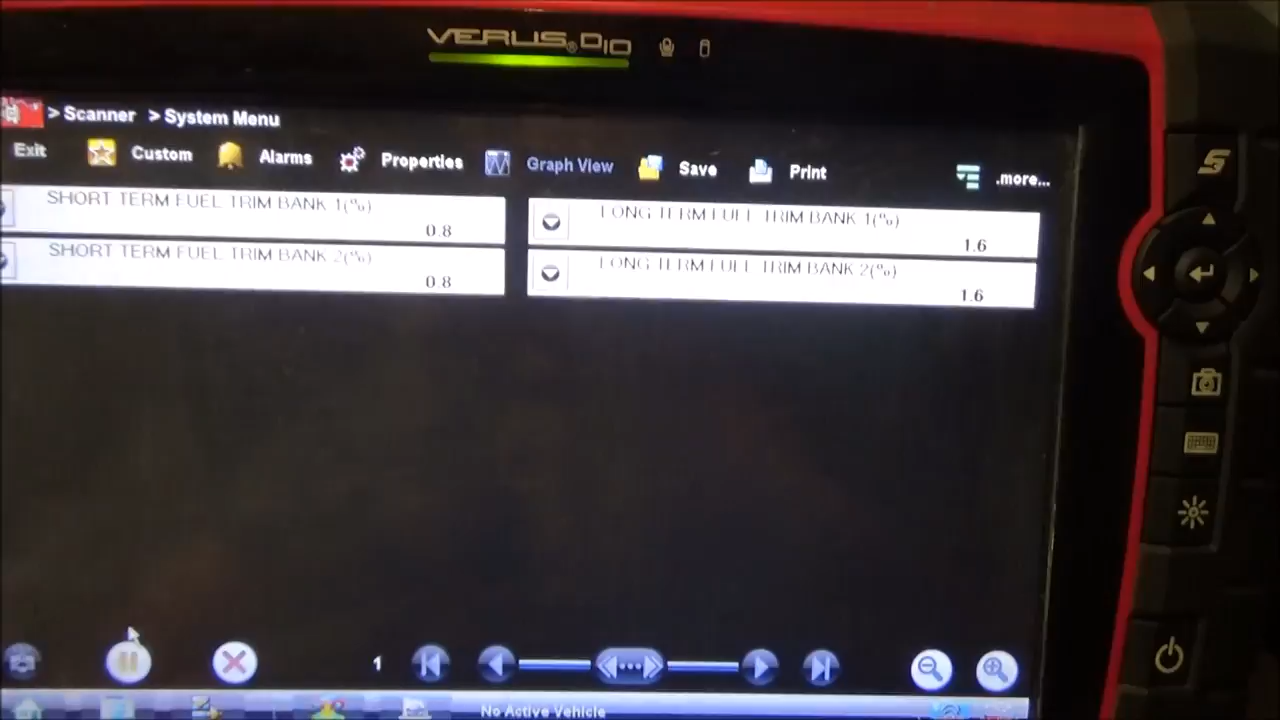 VERUS® D10
> Scanner > System Menu
Exit Custom Alarms Properties Graph View Save Print .more...
SHORT TERM FUEL TRIM BANK 1(%)
0.8
LONG TERM FUEL TRIM BANK 1(%)
1.6
SHORT TERM FUEL TRIM BANK 2(%)
0.8
LONG TERM FUEL TRIM BANK 2(%)
1.6
1
No Active Vehicle